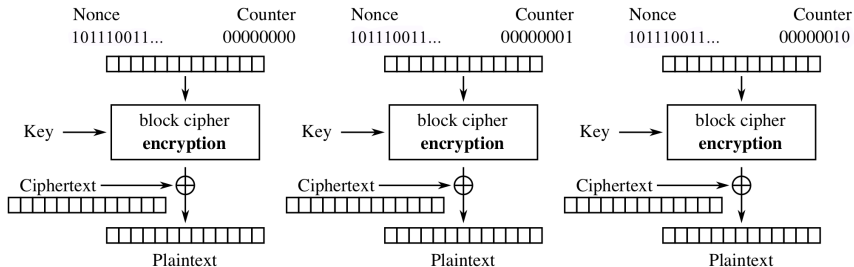 Nonce Counter Nonce Counter Nonce Counter
101110011... 00000000 101110011... 00000001 101110011... 00000010
block cipher block cipher block cipher
Key encryption Key encryption Key encryption
Ciphertext Ciphertext Ciphertext
Plaintext Plaintext Plaintext